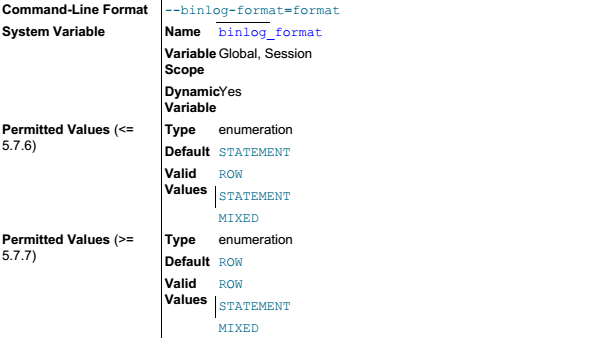 Command-Line Format --binlog-format=format
System Variable Name binlog_format
Variable Scope Global, Session
Dynamic Variable Yes
Permitted Values (<= 5.7.6) Type enumeration
Default STATEMENT
Valid Values ROW
STATEMENT
MIXED
Permitted Values (>= 5.7.7) Type enumeration
Default ROW
Valid Values ROW
STATEMENT
MIXED